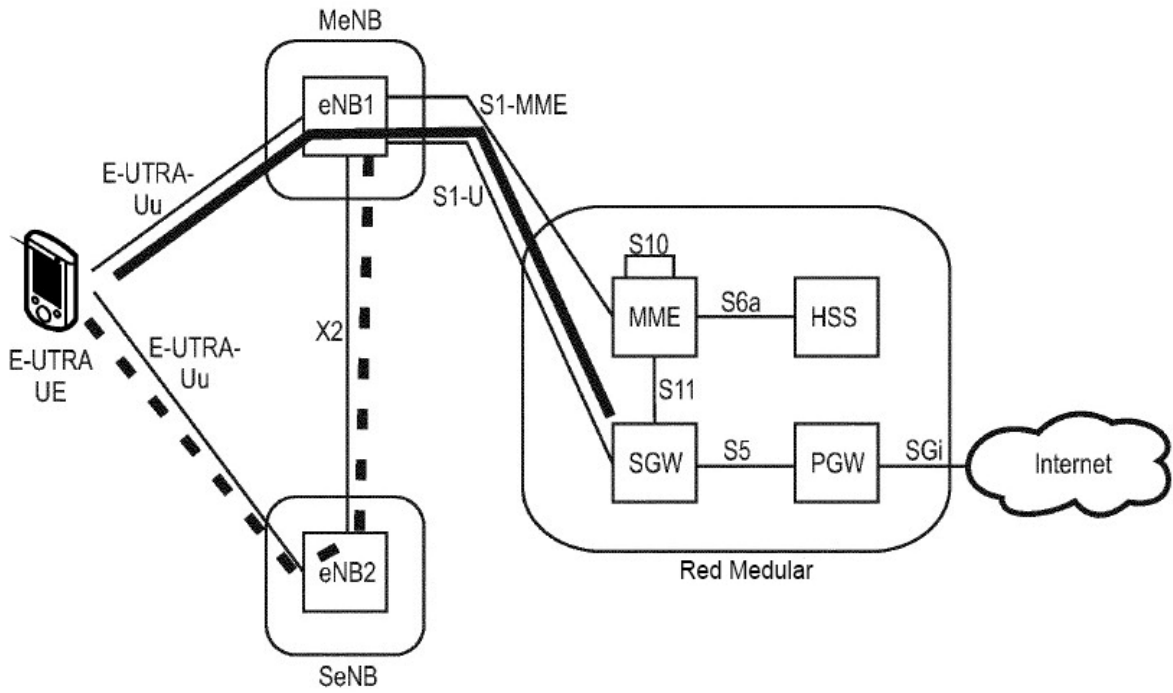 MeNB
eNB1
S1-MME
E-UTRA-
Uu
S1-U
S10
MME
S6a
HSS
X2
E-UTRA-
Uu
E-UTRA
UE
S11
SGW
S5
PGW
SGi
Internet
eNB2
Red Medular
SeNB